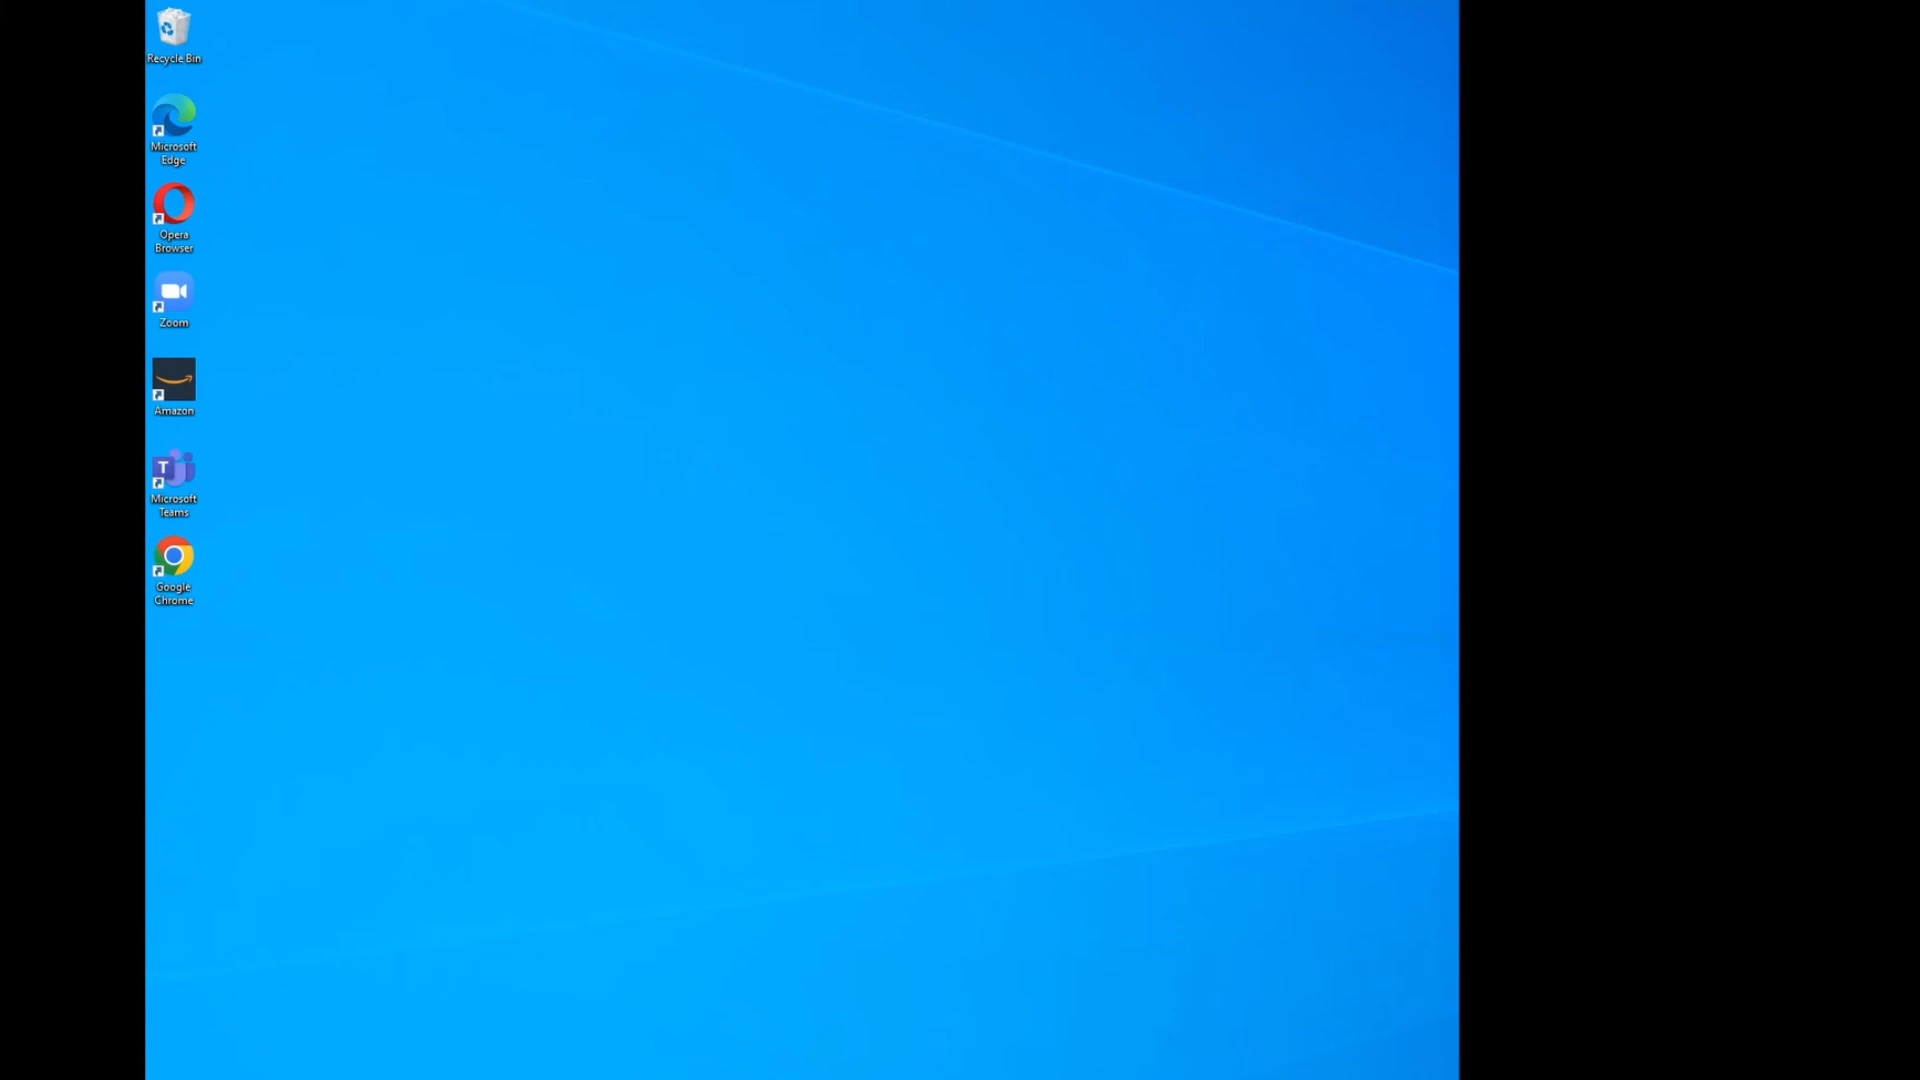 Recycle Bin
Microsoft
Edge
Opera
Browser
Zoom
Amazon
T
Microsoft
Teams
Google
Chrome